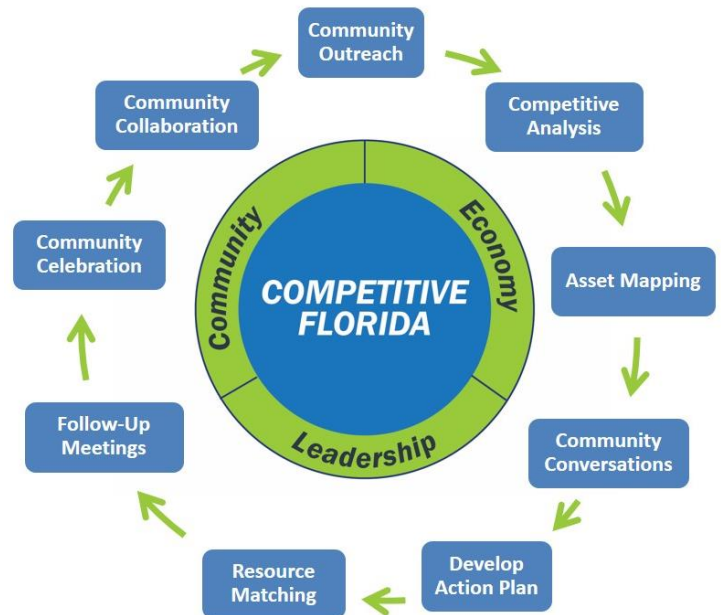 Community
Outreach
Competitive
Analysis
Asset Mapping
Community
Conversations
Develop
Action Plan
Resource
Matching
Follow-Up
Meetings
Community
Celebration
Community
Collaboration
Community
Economy
Leadership
COMPETITIVE
FLORIDA